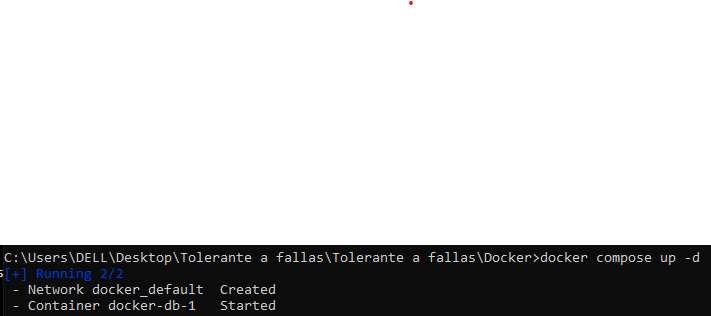 C:\Users\DELL\Desktop\Tolerante a fallas\Tolerante a fallas\Docker>docker compose up -d
[+] Running 2/2
- Network docker_default  Created
- Container docker-db-1   Started